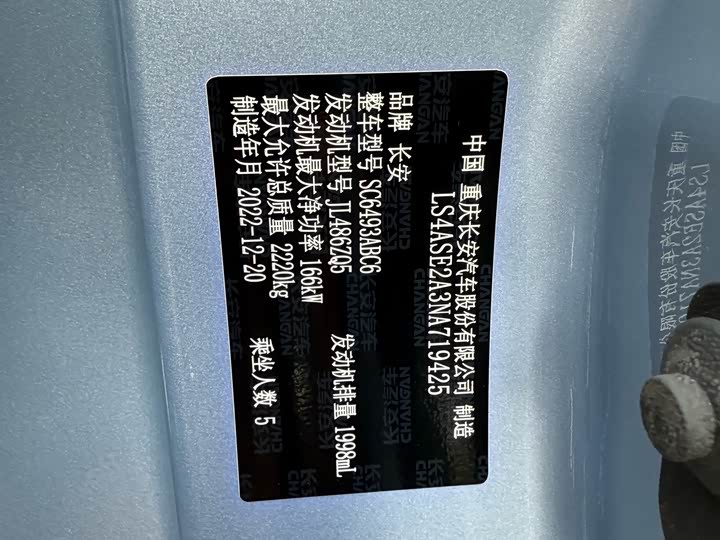 中国 重庆长安汽车股份有限公司 制造
LS4ASE2A3NA719425
品牌 长安
整车型号 SC6493ABC6
发动机型号 JL486ZQ5 发动机排量 1998mL
发动机最大净功率 166kW
最大允许总质量 2220kg 乘坐人数 5
制造年月 2022-12-20